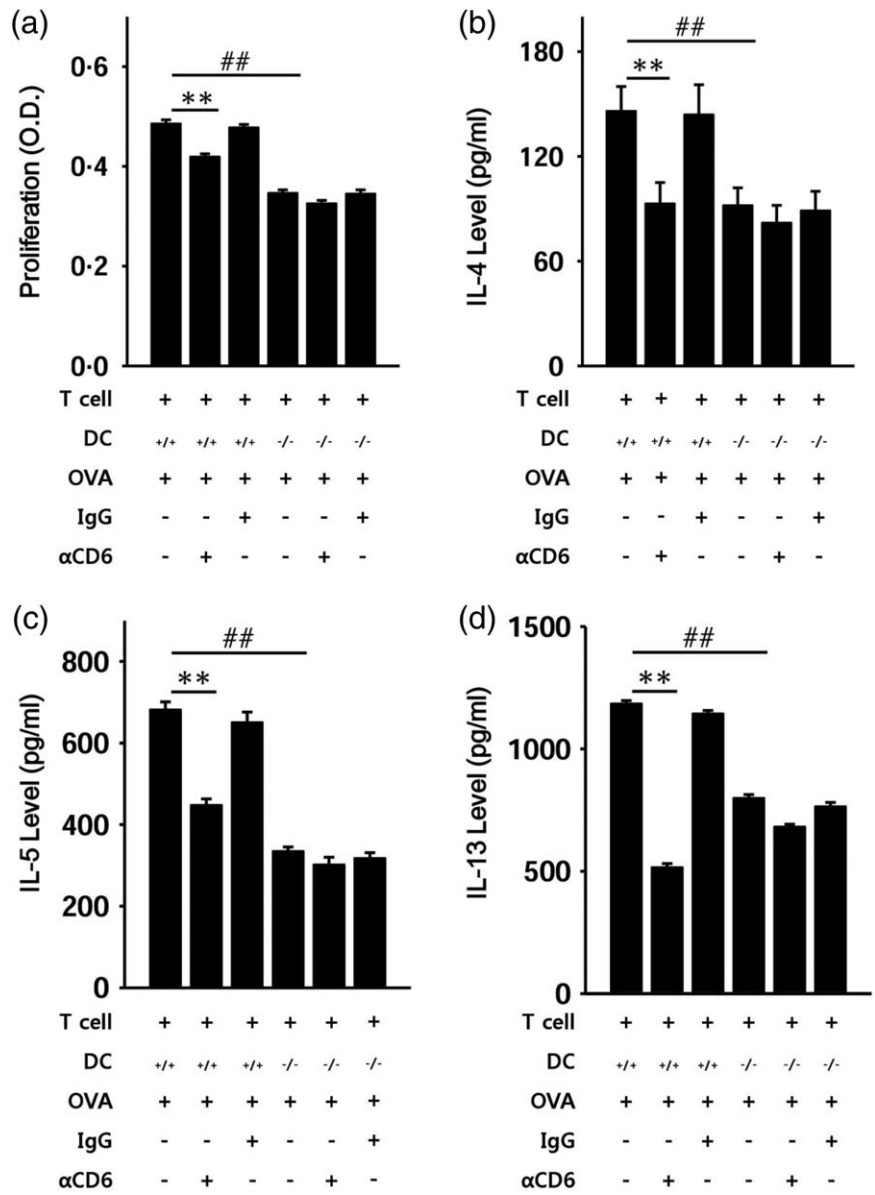 (a)
##
**
Proliferation (O.D.)
0·6
0·4
0·2
0·0
T cell + + + + + +
DC +/+ +/+ +/+ -/- -/- -/-
OVA + + + + + +
IgG - - + - - +
αCD6 - + - - + -
(b)
##
**
IL-4 Level (pg/ml)
180
120
60
0
T cell + + + + + +
DC +/+ +/+ +/+ -/- -/- -/-
OVA + + + + + +
IgG - - + - - +
αCD6 - + - - + -
(c)
##
**
IL-5 Level (pg/ml)
800
600
400
200
0
T cell + + + + + +
DC +/+ +/+ +/+ -/- -/- -/-
OVA + + + + + +
IgG - - + - - +
αCD6 - + - - + -
(d)
##
**
IL-13 Level (pg/ml)
1500
1000
500
0
T cell + + + + + +
DC +/+ +/+ +/+ -/- -/- -/-
OVA + + + + + +
IgG - - + - - +
αCD6 - + - - + -